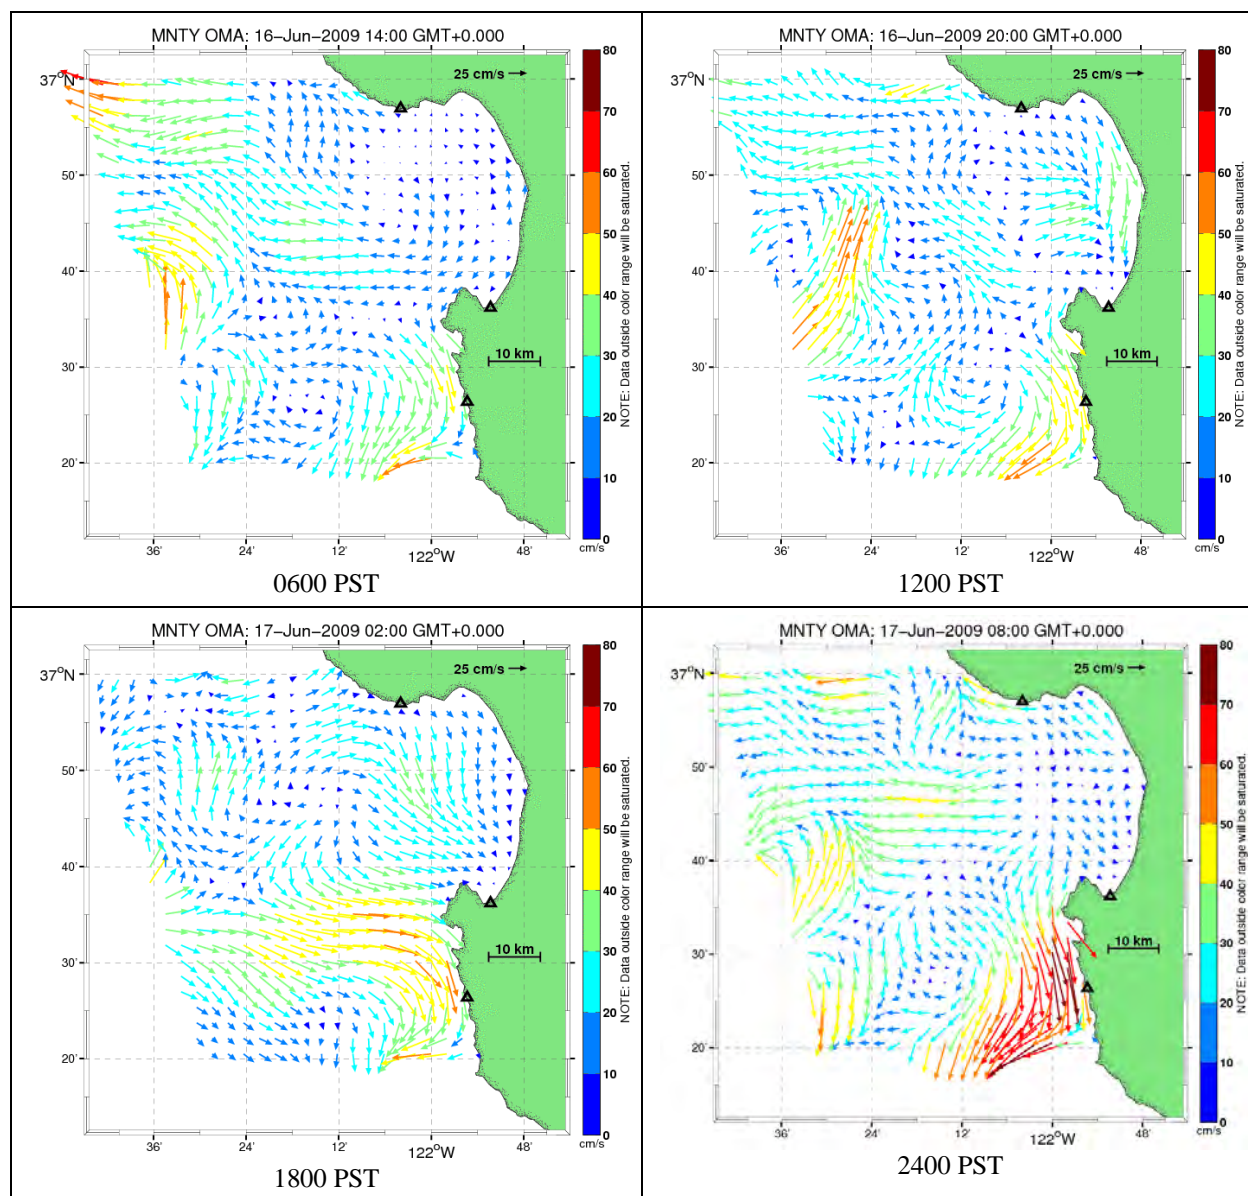 MNTY OMA: 16-Jun-2009 14:00 GMT+0.000
37°N
25 cm/s
50'
40'
30'
20'
10 km
36'
24'
12'
122°W
48'
80
70
60
50
40
30
20
10
0
cm/s
NOTE: Data outside color range will be saturated.
0600 PST
MNTY OMA: 16-Jun-2009 20:00 GMT+0.000
37°N
25 cm/s
50'
40'
30'
20'
10 km
36'
24'
12'
122°W
48'
80
70
60
50
40
30
20
10
0
cm/s
NOTE: Data outside color range will be saturated.
1200 PST
MNTY OMA: 17-Jun-2009 02:00 GMT+0.000
37°N
25 cm/s
50'
40'
30'
20'
10 km
36'
24'
12'
122°W
48'
80
70
60
50
40
30
20
10
0
cm/s
NOTE: Data outside color range will be saturated.
1800 PST
MNTY OMA: 17-Jun-2009 08:00 GMT+0.000
37°N
25 cm/s
50'
40'
30'
20'
10 km
36'
24'
12'
122°W
48'
80
70
60
50
40
30
20
10
0
cm/s
NOTE: Data outside color range will be saturated.
2400 PST